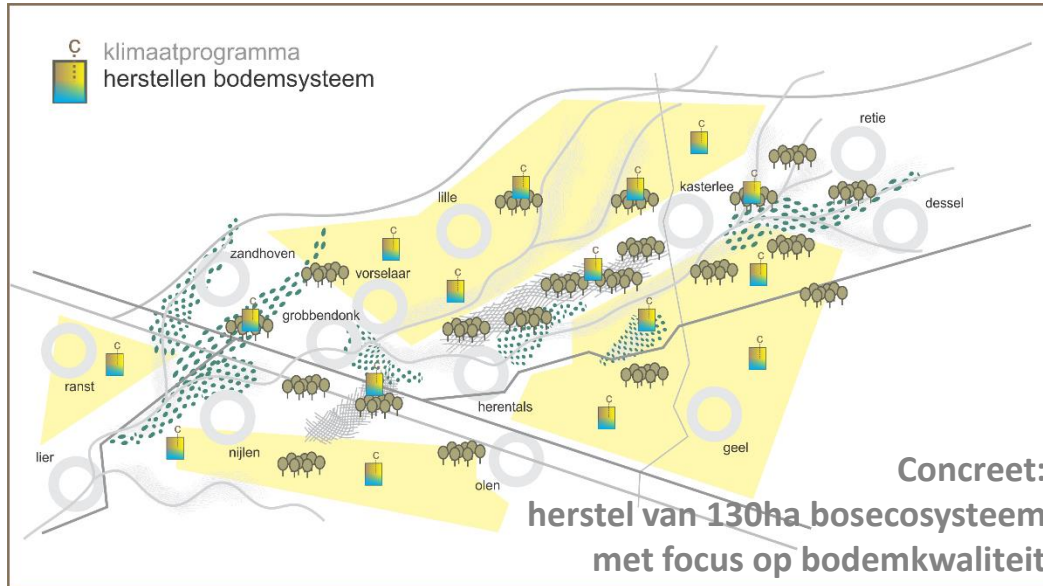 C
klimaatprogramma
herstellen bodemsysteem
C
retie
C
C
C
kasterlee
lille
dessel
zandhoven
C
C
C
vorselaar
C
C
C
grobbendonk
C
C
C
ranst
C
herentals
C
geel
C
nijlen
C
lier
olen
Concreet:
herstel van 130ha bosecosysteem
met focus op bodemkwaliteit